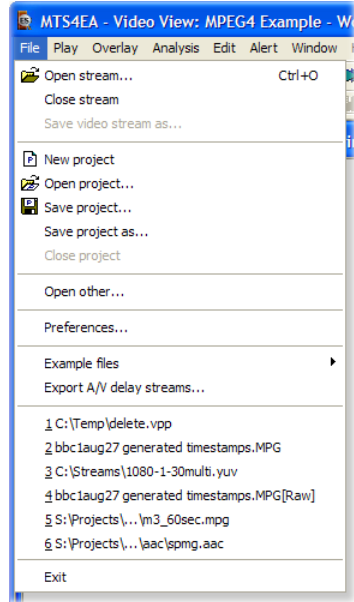 MTS4EA - Video View: MPEG4 Example - W
File Play Overlay Analysis Edit Alert Window
Open stream... Ctrl+O
Close stream
Save video stream as...
New project
Open project...
Save project...
Save project as...
Close project
Open other...
Preferences...
Example files
Export A/V delay streams...
1 C:\Temp\delete.vpp
2 bbc1aug27 generated timestamps.MPG
3 C:\Streams\1080-1-30multi.yuv
4 bbc1aug27 generated timestamps.MPG[Raw]
5 S:\Projects\...\m3_60sec.mpg
6 S:\Projects\...\aac\spmg.aac
Exit